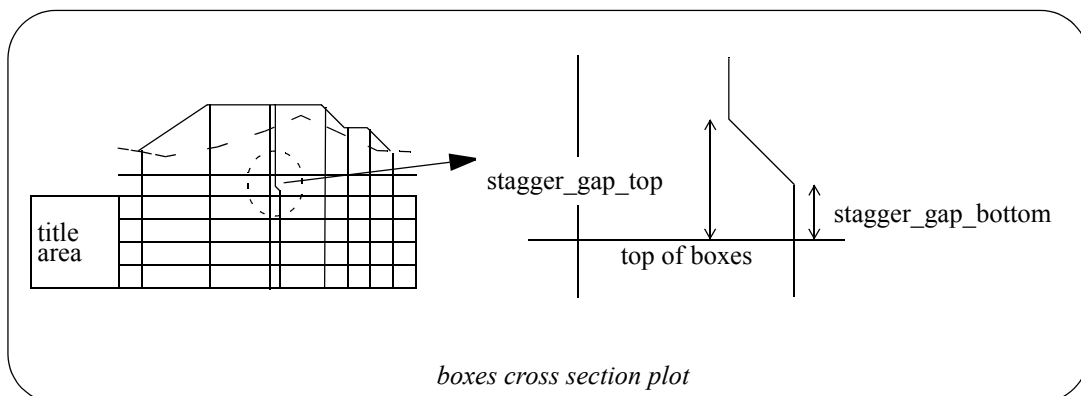 title
area
stagger_gap_top
stagger_gap_bottom
top of boxes
boxes cross section plot